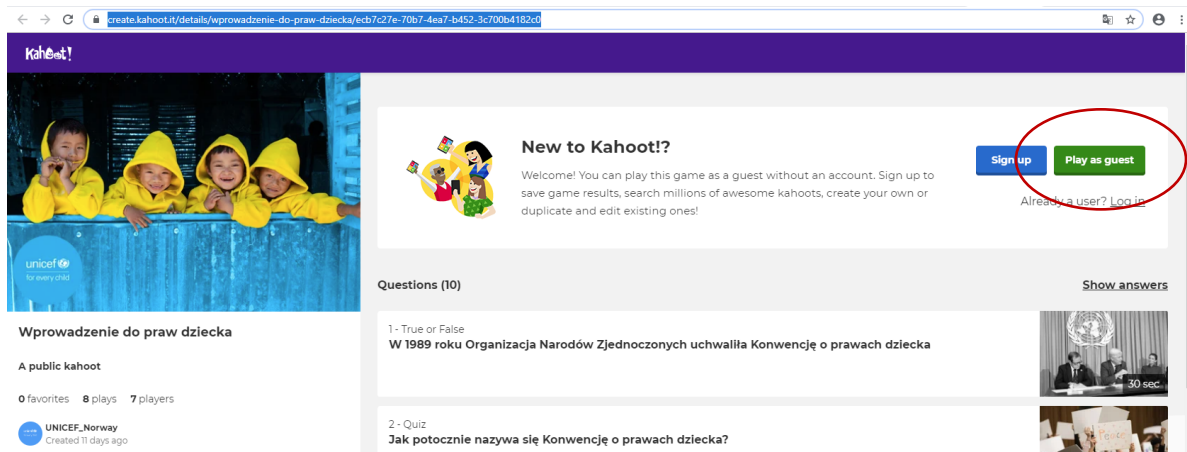 create.kahoot.it/details/wprowadzenie-do-praw-dziecka/ecb7c27e-70b7-4ea7-b452-3c700b4182c0
Kahoot!
New to Kahoot!?
Welcome! You can play this game as a guest without an account. Sign up to
save game results, search millions of awesome kahoots, create your own or
duplicate and edit existing ones!
Sign up
Play as guest
Already a user? Log in
unicef
for every child
Wprowadzenie do praw dziecka
A public kahoot
0 favorites 8 plays 7 players
UNICEF_Norway
Created 11 days ago
Questions (10)
Show answers
1 - True or False
W 1989 roku Organizacja Narodów Zjednoczonych uchwaliła Konwencję o prawach dziecka
30 sec
2 - Quiz
Jak potocznie nazywa się Konwencję o prawach dziecka?
Peace